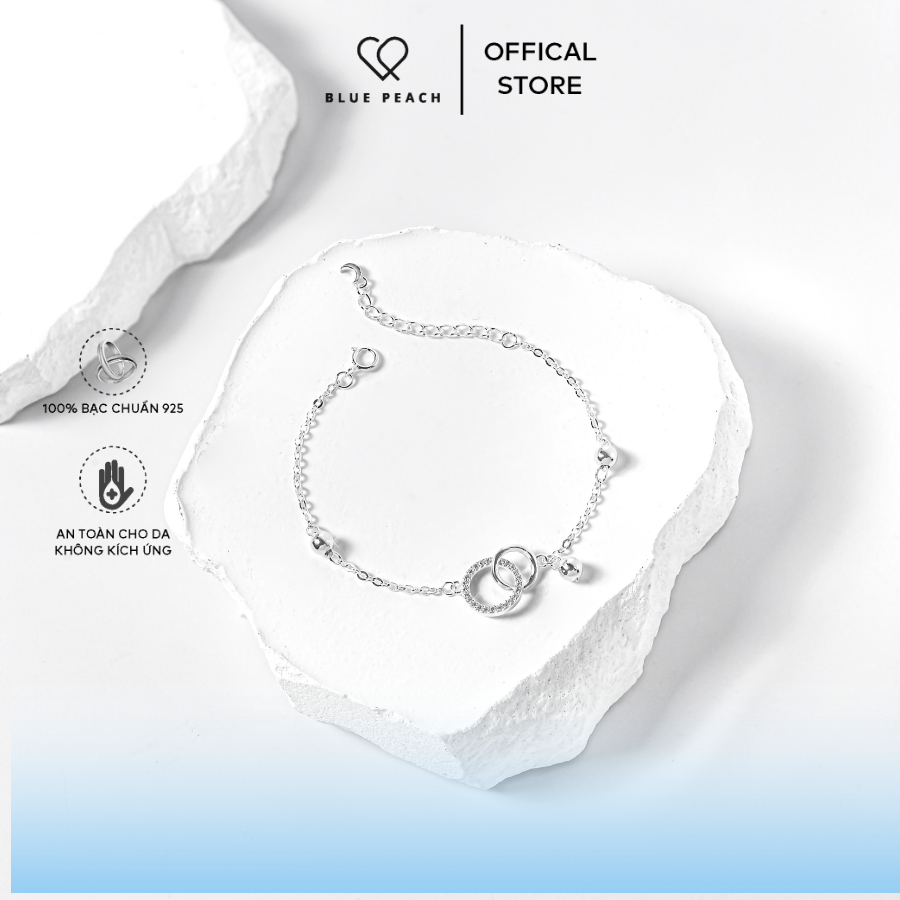 BLUE PEACH
OFFICAL
STORE
100% BẠC CHUẨN 925
AN TOÀN CHO DA
KHÔNG KÍCH ỨNG